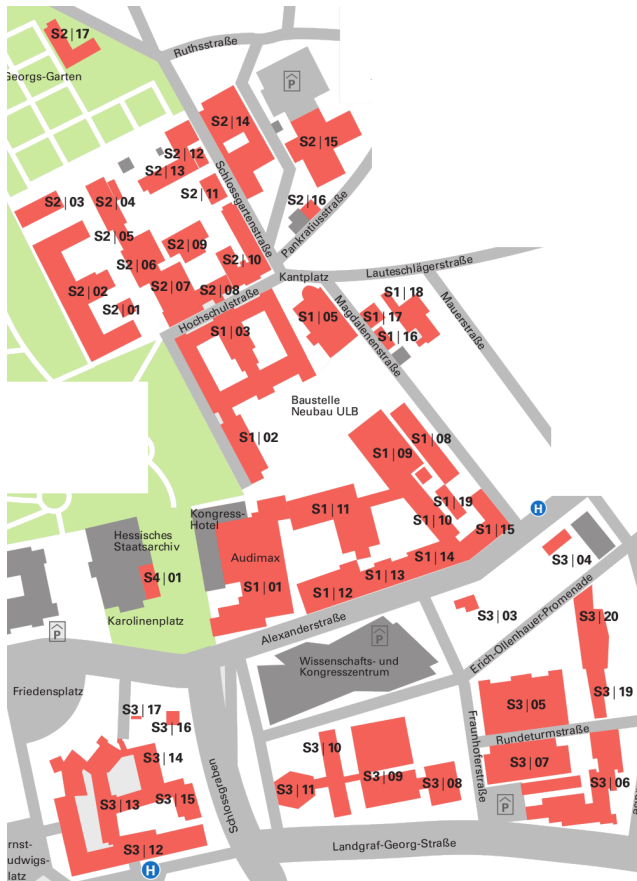 S2|17
Ruthsstraße
Georgs-Garten
P
S2|14
S2|15
S2|12
S2|13
Schlossgartenstraße
S2|11
S2|03
S2|04
S2|16
S2|05
S2|09
Pankratiusstraße
S2|06
S2|10
Lauteschlägerstraße
Kantplatz
S2|02
S2|07
S2|08
S2|01
Hochschulstraße
S1|18
Mauerstraße
S1|03
S1|05
S1|17
S1|16
Magdalenenstraße
Baustelle
Neubau ULB
S1|02
S1|08
S1|09
S1|19
S1|11
S1|10
S1|15
H
Kongress-
Hotel
Hessisches
Staatsarchiv
Audimax
S1|14
S3|04
S4|01
S1|01
S1|13
S1|12
Karolinenplatz
Alexanderstraße
P
P
S3|03
S3|20
Erich-Ollenhauer-Promenade
Wissenschafts- und
Kongresszentrum
Friedensplatz
S3|19
S3|05
S3|17
S3|16
Fraunhoferstraße
Rundeturmstraße
S3|10
S3|14
S3|07
S3|09
S3|08
S3|06
S3|11
S3|13
S3|15
Schlossgraben
P
S3|12
Landgraf-Georg-Straße
rnst-
udwigs-
latz
H